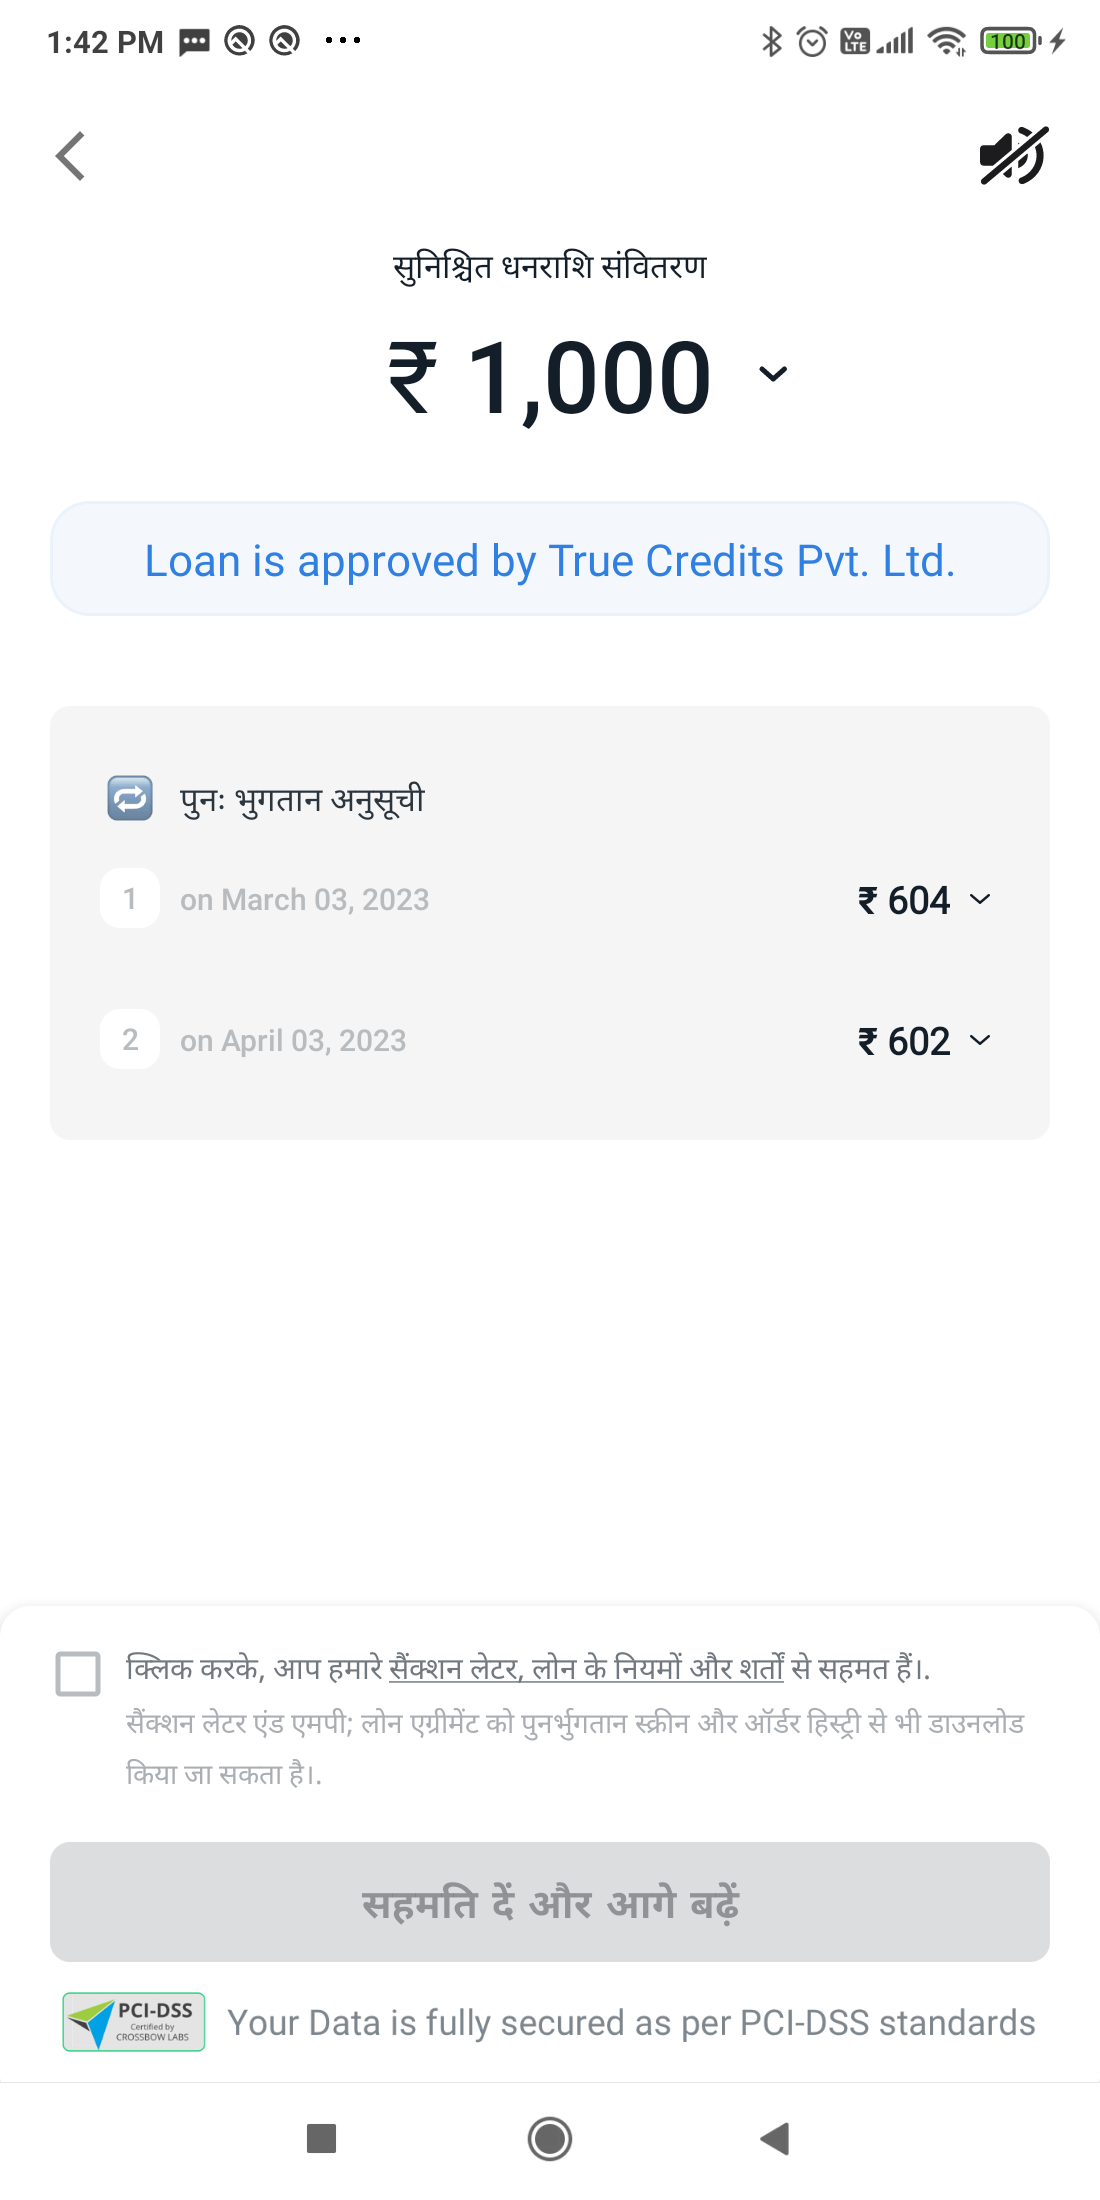 1:42 PM
Vo LTE
100
सुनिश्चित धनराशि संवितरण
₹ 1,000
Loan is approved by True Credits Pvt. Ltd.
पुनः भुगतान अनुसूची
1 on March 03, 2023 ₹ 604
2 on April 03, 2023 ₹ 602
क्लिक करके, आप हमारे सैंक्शन लेटर, लोन के नियमों और शर्तों से सहमत हैं।.
सैंक्शन लेटर एंड एमपी; लोन एग्रीमेंट को पुनर्भुगतान स्क्रीन और ऑर्डर हिस्ट्री से भी डाउनलोड
किया जा सकता है।.
सहमति दें और आगे बढ़ें
PCI-DSS
Certified by
CROSSBOW LABS
Your Data is fully secured as per PCI-DSS standards